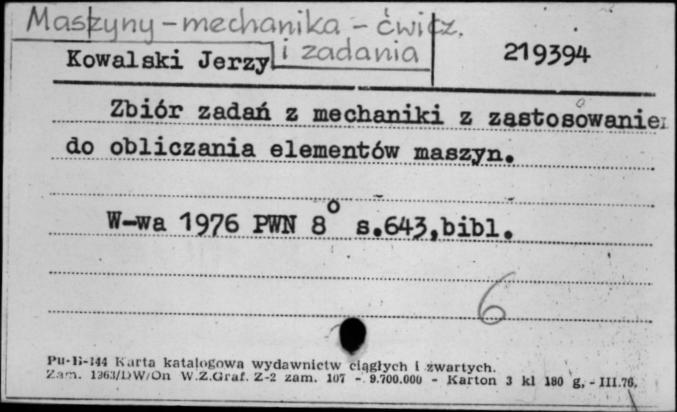 Maszyny - mechanika - ćwicz.
i zadania
Kowalski Jerzy
219394
Zbiór zadań z mechaniki z zastosowanie
do obliczania elementów maszyn.
W-wa 1976 PWN 8° s.643,bibl.
6
Pu-B-144 Karta katalogowa wydawnictw ciągłych i zwartych.
Zam. 1363/DW/On W.Z.Graf. Z-2 zam. 107 - 9.700.000 - Karton 3 kl 180 g. - III.76.